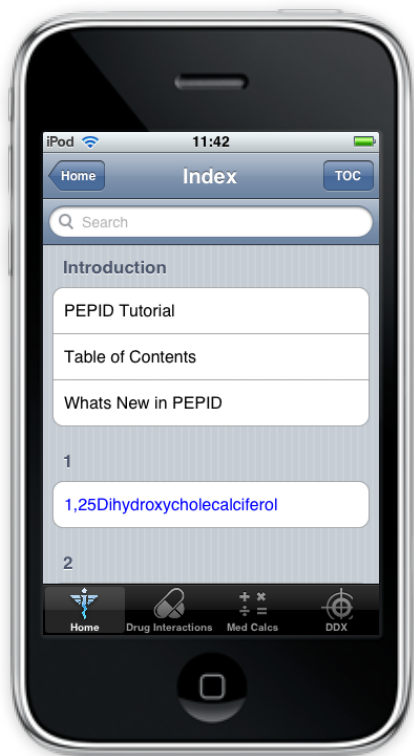 iPod 11:42
Home Index TOC
Search
Introduction
PEPID Tutorial
Table of Contents
Whats New in PEPID
1
1,25Dihydroxycholecalciferol
2
Home Drug Interactions Med Calcs DDX